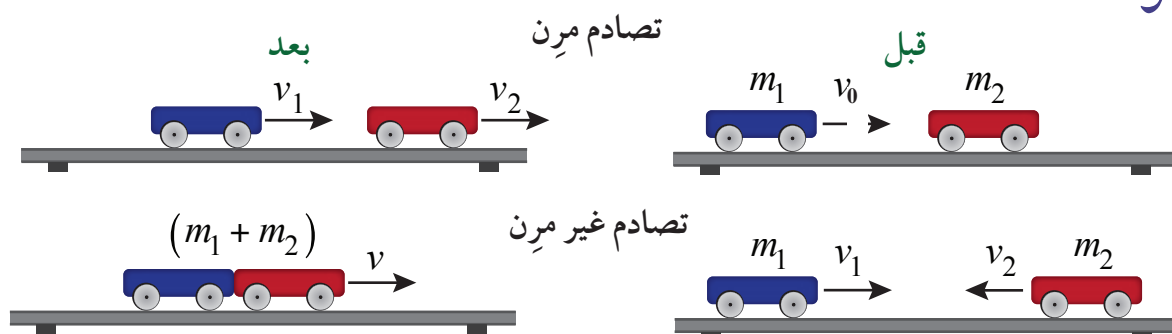 تصادم مرِن
قبل
بعد
m₁ v₀ m₂
v₁ v₂
تصادم غير مرِن
m₁ v₁ v₂ m₂
(m₁ + m₂) v